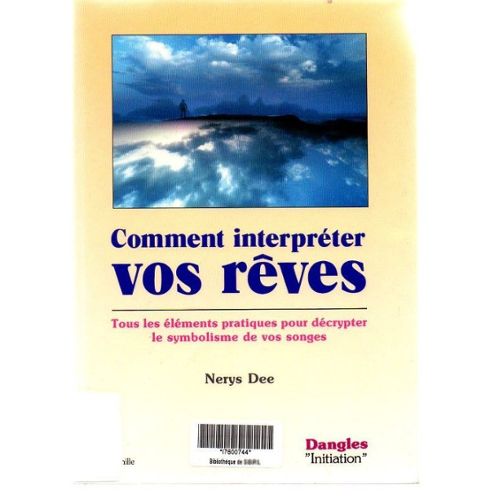 Comment interpréter
vos rêves
Tous les éléments pratiques pour décrypter
le symbolisme de vos songes
Nerys Dee
*I7600744*
Dangles
"Initiation"